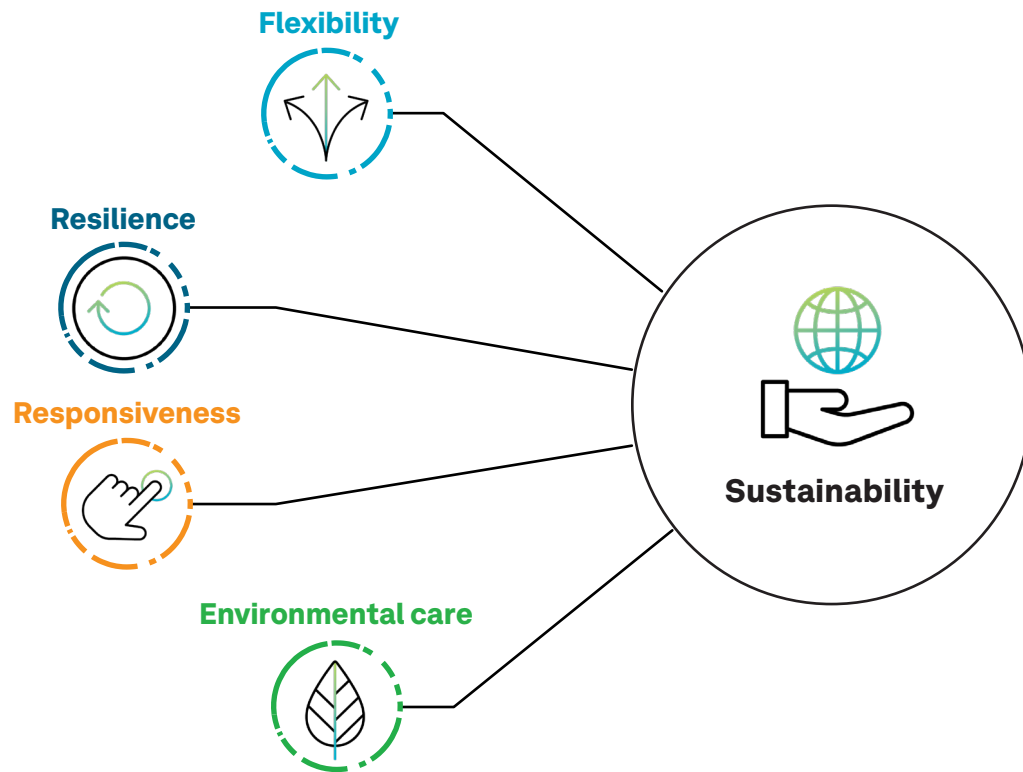 Flexibility
Resilience
Responsiveness
Sustainability
Environmental care